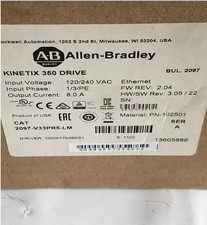 Rockwell Automation, 1202 S 2nd St, Milwaukee, WI 53204, USA
AB Allen-Bradley
KINETIX 350 DRIVE BUL. 2097
Input Voltage: 120/240 VAC Ethernet
Input Phase: 1/3/PE FW REV: 2.04
Output Current: 8.0 A HW/SW Rev: 3.05 / 22
SN:
Material: PN-102501
CAT SER
2097-V33PR5-LM A
13605888